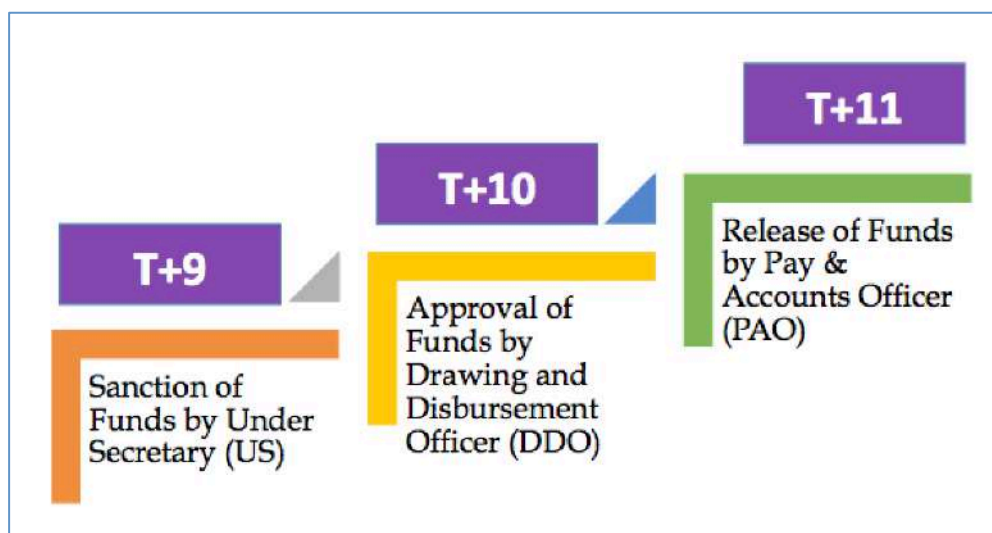 T+9
Sanction of
Funds by Under
Secretary (US)
T+10
Approval of
Funds by
Drawing and
Disbursement
Officer (DDO)
T+11
Release of Funds
by Pay &
Accounts Officer
(PAO)